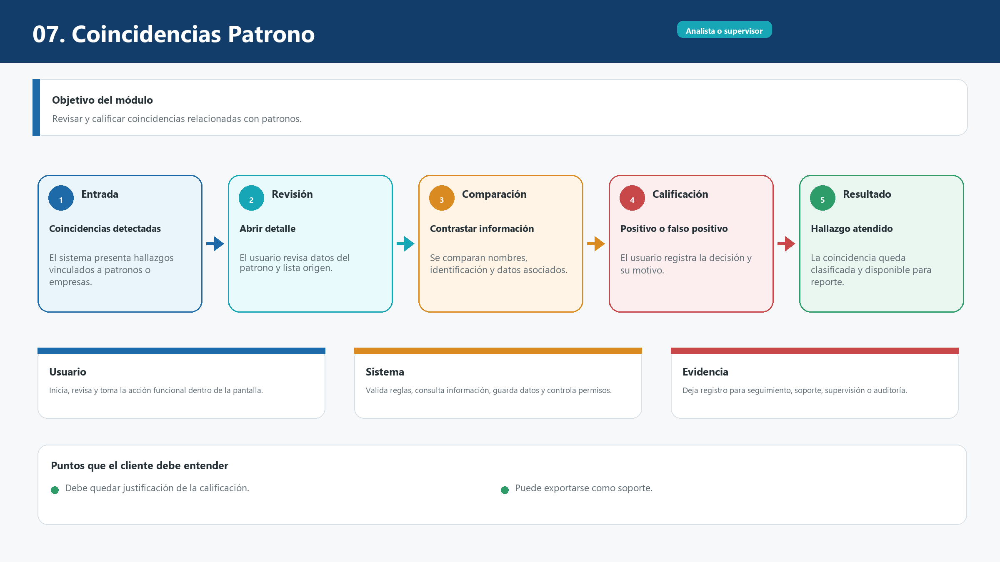 07. Coincidencias Patrono
Analista o supervisor
Objetivo del módulo
Revisar y calificar coincidencias relacionadas con patronos.
1
Entrada
Coincidencias detectadas
El sistema presenta hallazgos
vinculados a patronos o
empresas.
2
Revisión
Abrir detalle
El usuario revisa datos del
patrono y lista origen.
3
Comparación
Contrastar información
Se comparan nombres,
identificación y datos asociados.
4
Calificación
Positivo o falso positivo
El usuario registra la decisión y
su motivo.
5
Resultado
Hallazgo atendido
La coincidencia queda
clasificada y disponible para
reporte.
Usuario
Inicia, revisa y toma la acción funcional dentro de la pantalla.
Sistema
Valida reglas, consulta información, guarda datos y controla permisos.
Evidencia
Deja registro para seguimiento, soporte, supervisión o auditoría.
Puntos que el cliente debe entender
Debe quedar justificación de la calificación.
Puede exportarse como soporte.